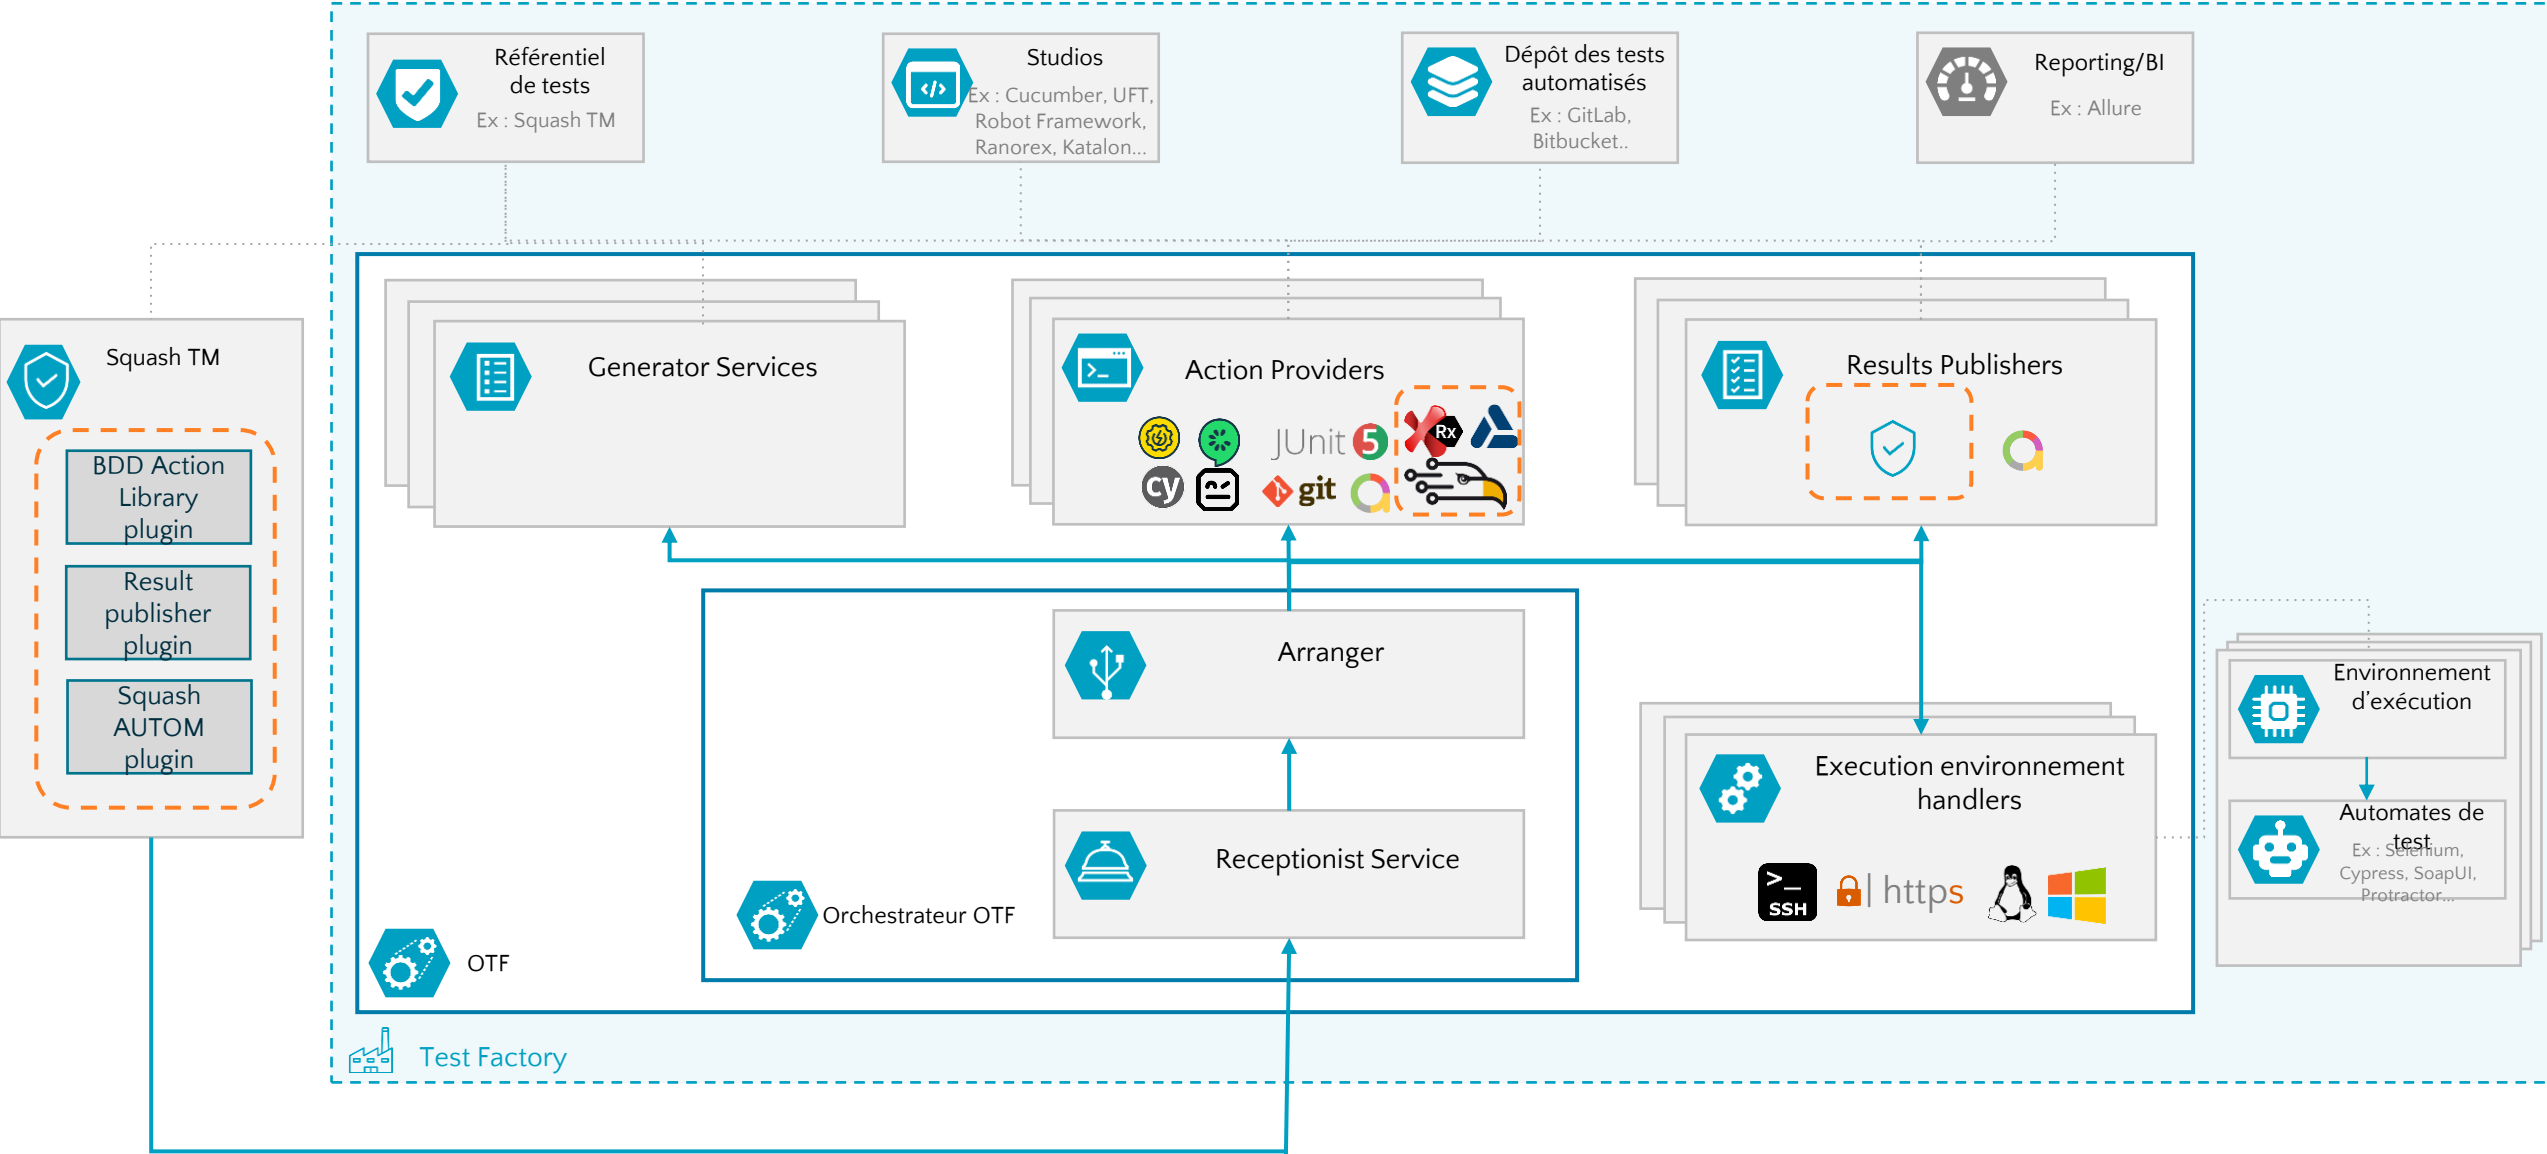 Référentiel
de tests
Ex : Squash TM
Studios
Ex : Cucumber, UFT,
Robot Framework,
Ranorex, Katalon...
Dépôt des tests
automatisés
Ex : GitLab,
Bitbucket..
Reporting/BI
Ex : Allure
Squash TM
BDD Action
Library
plugin
Result
publisher
plugin
Squash
AUTOM
plugin
Generator Services
Action Providers
JUnit 5
Rx
cy
git
Results Publishers
Arranger
Receptionist Service
Orchestrateur OTF
OTF
Execution environnement
handlers
>_
SSH
https
Environnement
d'exécution
Automates de
test
Ex : Selenium,
Cypress, SoapUI,
Protractor...
Test Factory